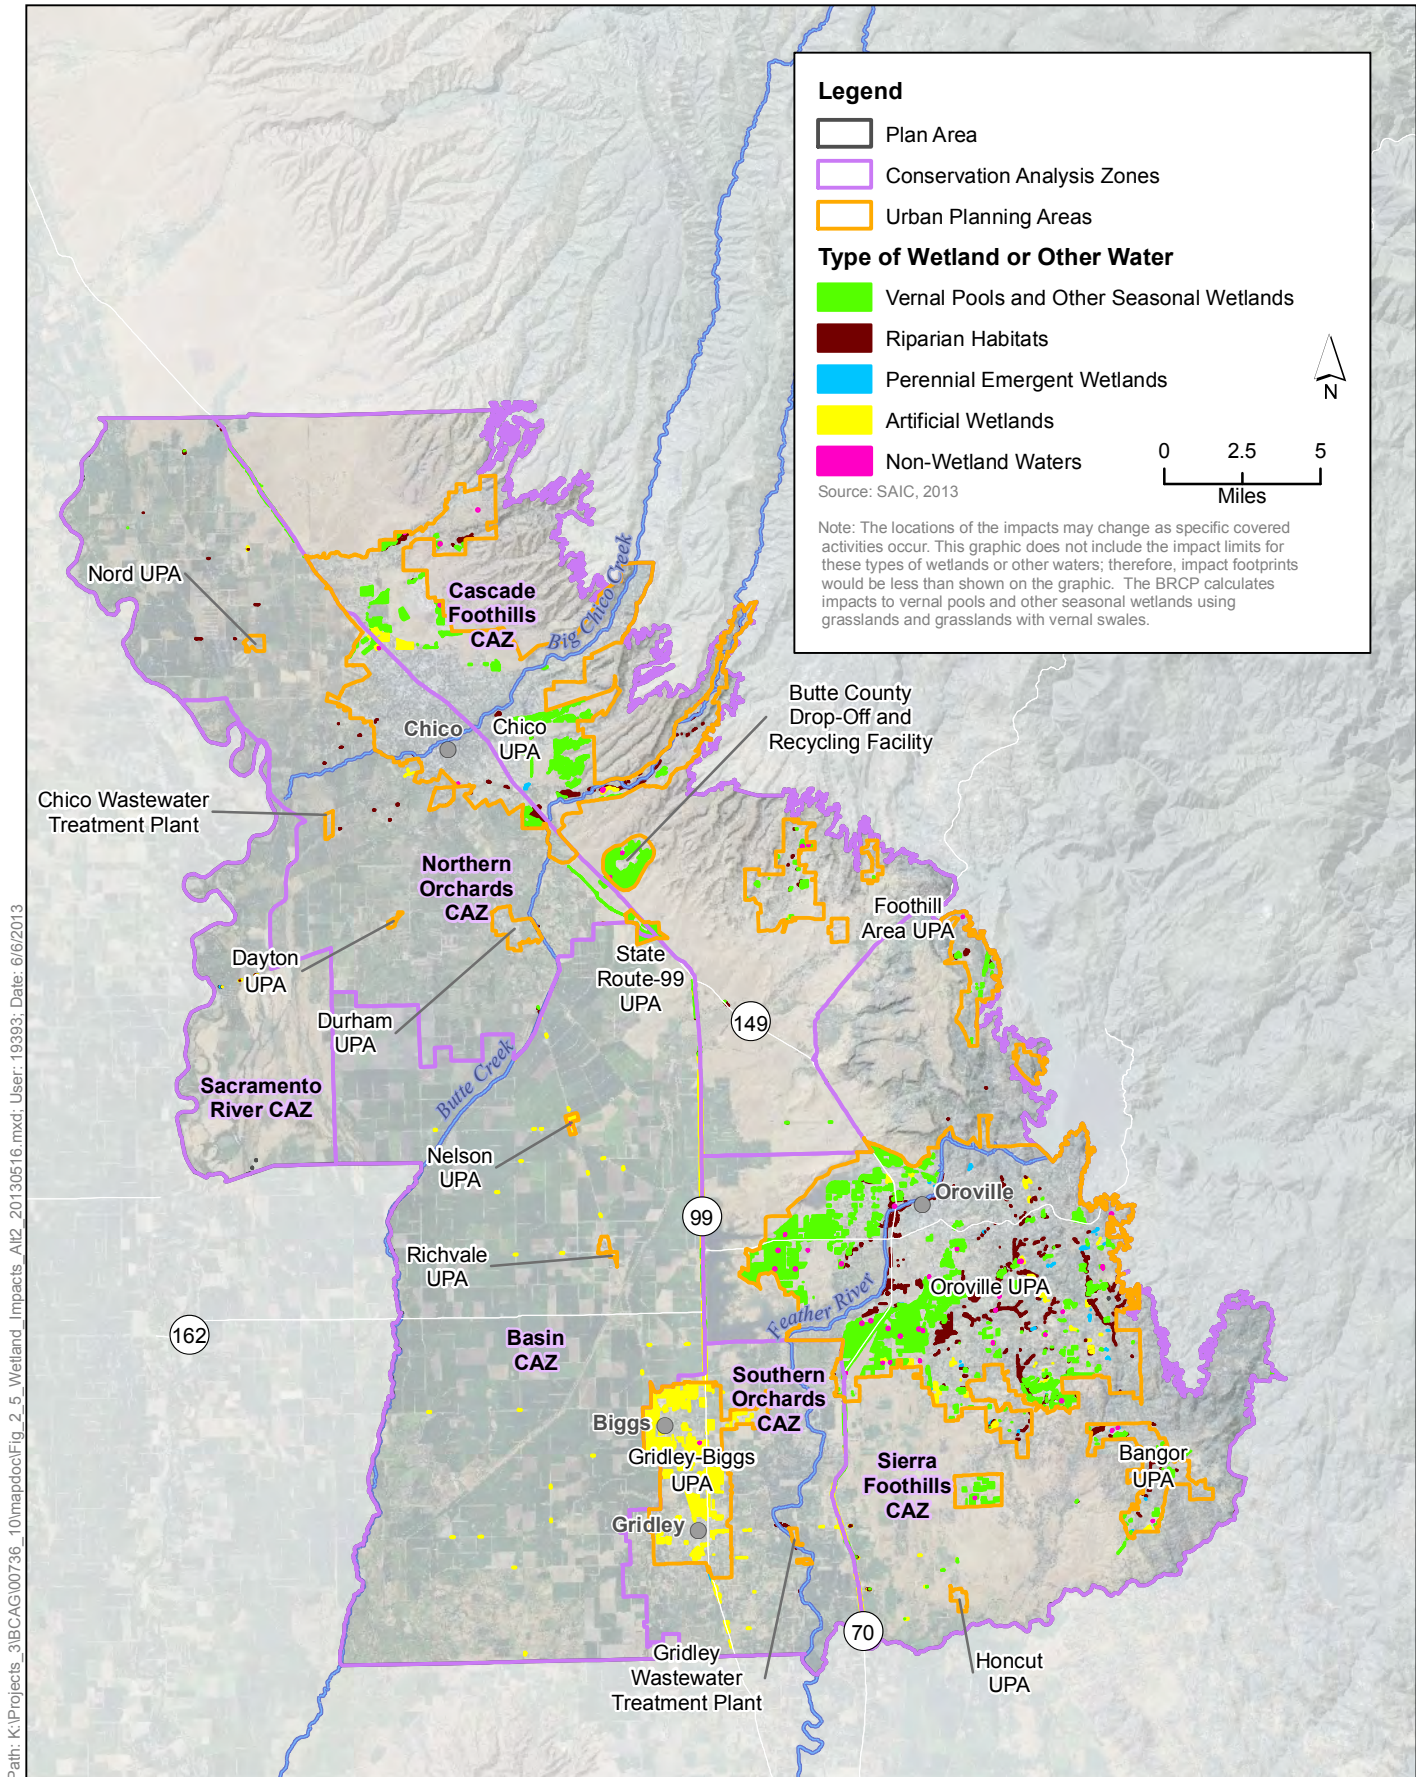 Legend
Plan Area
Conservation Analysis Zones
Urban Planning Areas
Type of Wetland or Other Water
Vernal Pools and Other Seasonal Wetlands
Riparian Habitats
Perennial Emergent Wetlands
Artificial Wetlands
Non-Wetland Waters
N
0 2.5 5
Miles
Source: SAIC, 2013
Note: The locations of the impacts may change as specific covered
activities occur. This graphic does not include the impact limits for
these types of wetlands or other waters; therefore, impact footprints
would be less than shown on the graphic. The BRCP calculates
impacts to vernal pools and other seasonal wetlands using
grasslands and grasslands with vernal swales.
Nord UPA
Cascade
Foothills
CAZ
Big Chico Creek
Chico
Chico
UPA
Butte County
Drop-Off and
Recycling Facility
Chico Wastewater
Treatment Plant
Northern
Orchards
CAZ
Foothill
Area UPA
Dayton
UPA
State
Route-99
UPA
Durham
UPA
149
Sacramento
River CAZ
Butte Creek
Nelson
UPA
Oroville
99
Richvale
UPA
Oroville UPA
Feather River
162
Basin
CAZ
Southern
Orchards
CAZ
Biggs
Gridley-Biggs
UPA
Sierra
Foothills
CAZ
Bangor
UPA
Gridley
70
Gridley
Wastewater
Treatment Plant
Honcut
UPA
Path: K:\Projects_3\BCAG\00736_10\mapdoc\Fig_2_5_Wetland_Impacts_Alt2_20130516.mxd; User: 19393; Date: 6/6/2013